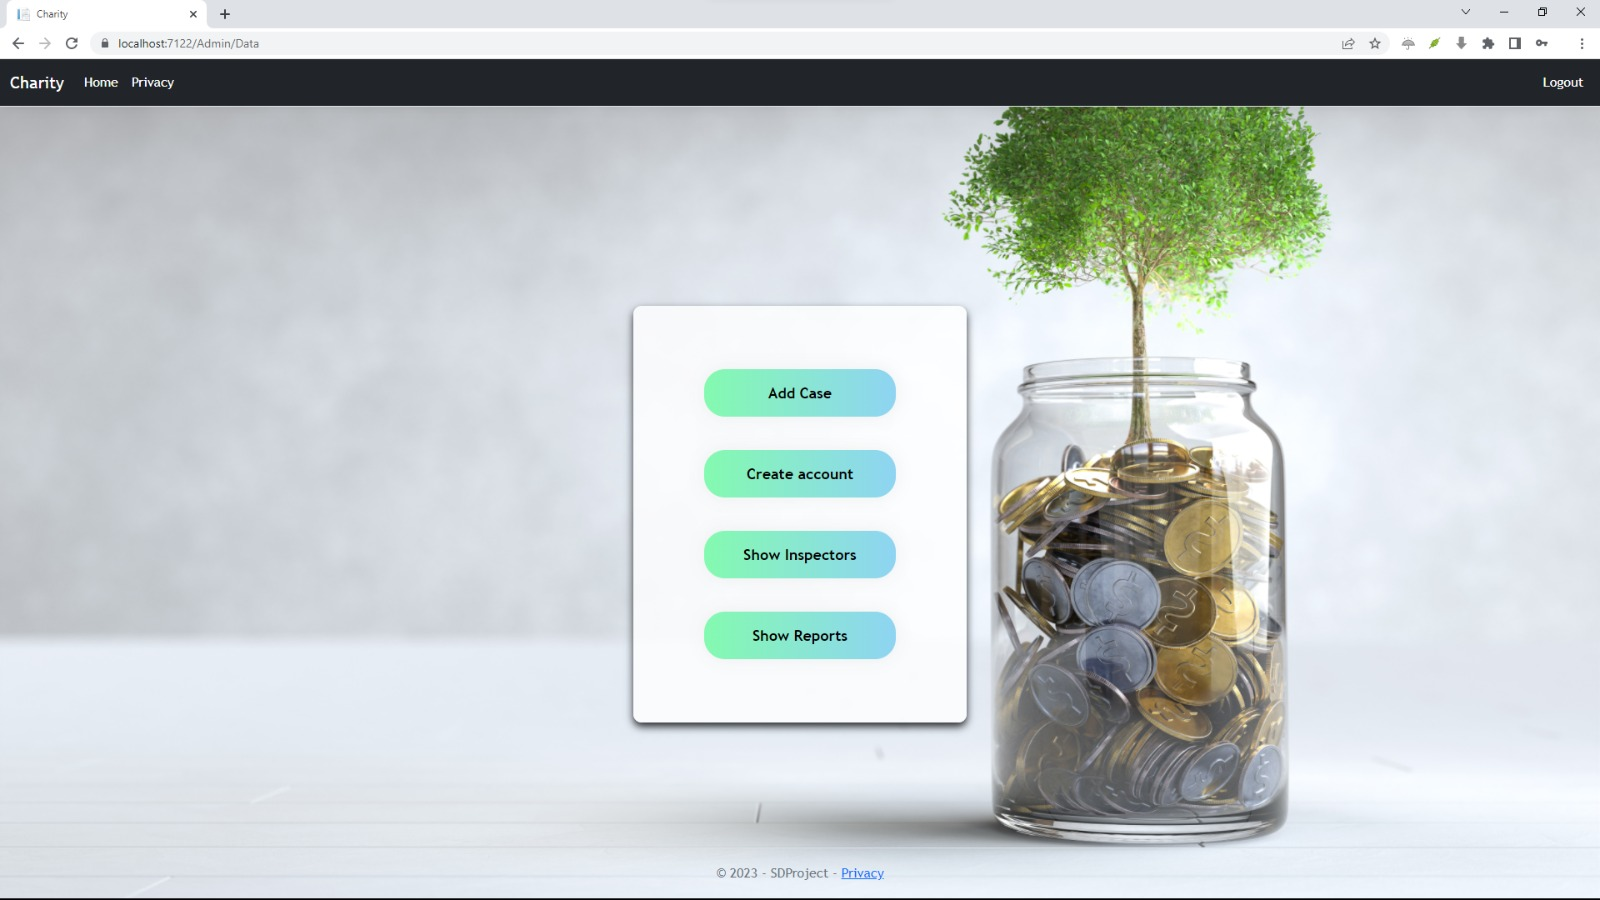 Charity
localhost:7122/Admin/Data
Charity Home Privacy Logout
Add Case
Create account
Show Inspectors
Show Reports
© 2023 - SDProject - Privacy